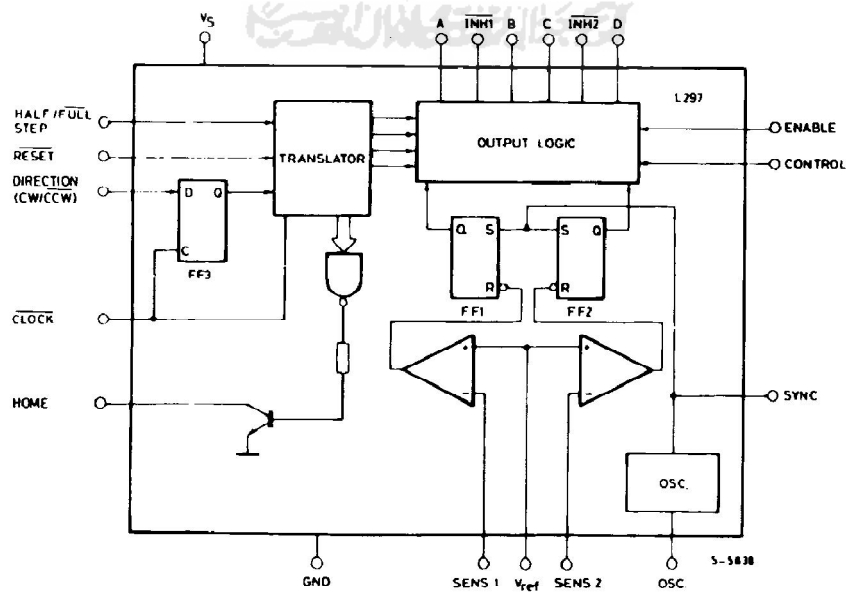 Vs
A INH1 B C INH2 D
L297
HALF/FULL
STEP
RESET
DIRECTION
(CW/CCW)
CLOCK
HOME
TRANSLATOR
OUTPUT LOGIC
ENABLE
CONTROL
D Q
C
FF3
Q S
R
FF1
S Q
R
FF2
+
-
+
-
SYNC
OSC.
GND
SENS 1
Vref
SENS 2
OSC.
S-5838